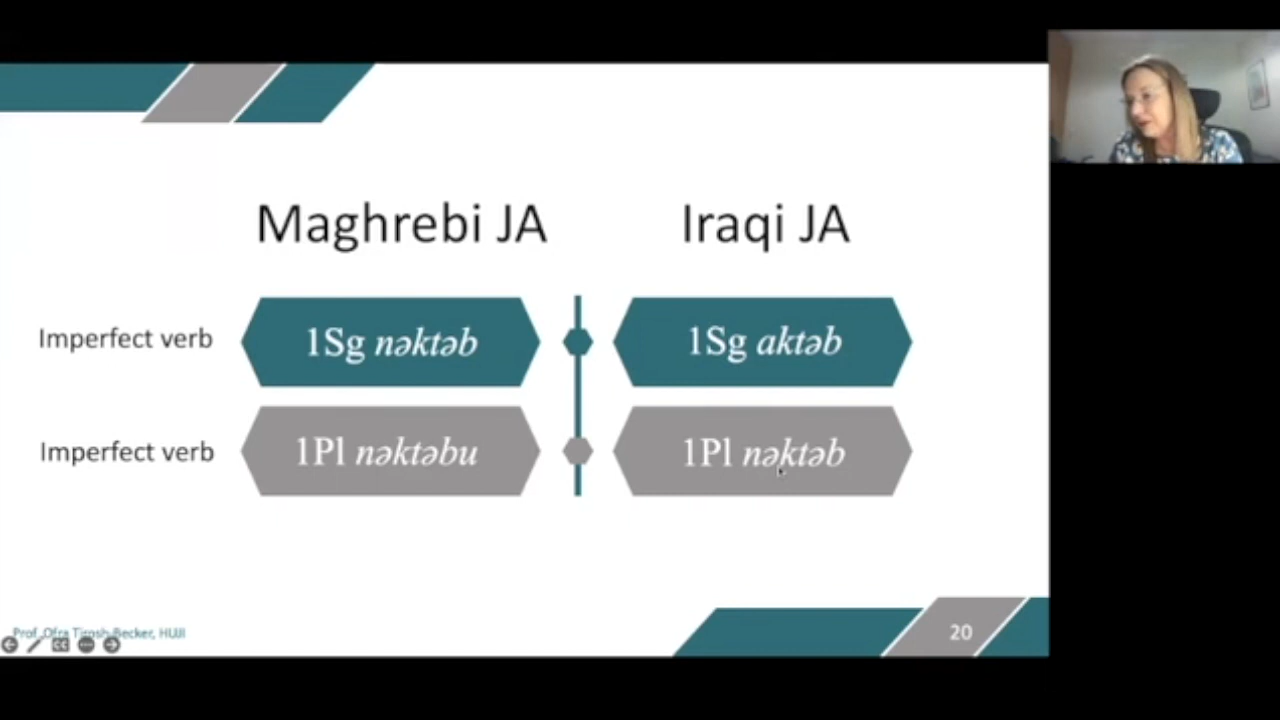 Maghrebi JA
Iraqi JA
Imperfect verb
1Sg nəktəb
1Sg aktəb
Imperfect verb
1Pl nəktəbu
1Pl nəktəb
Prof. Ofra Tirosh-Becker, HUJI
20